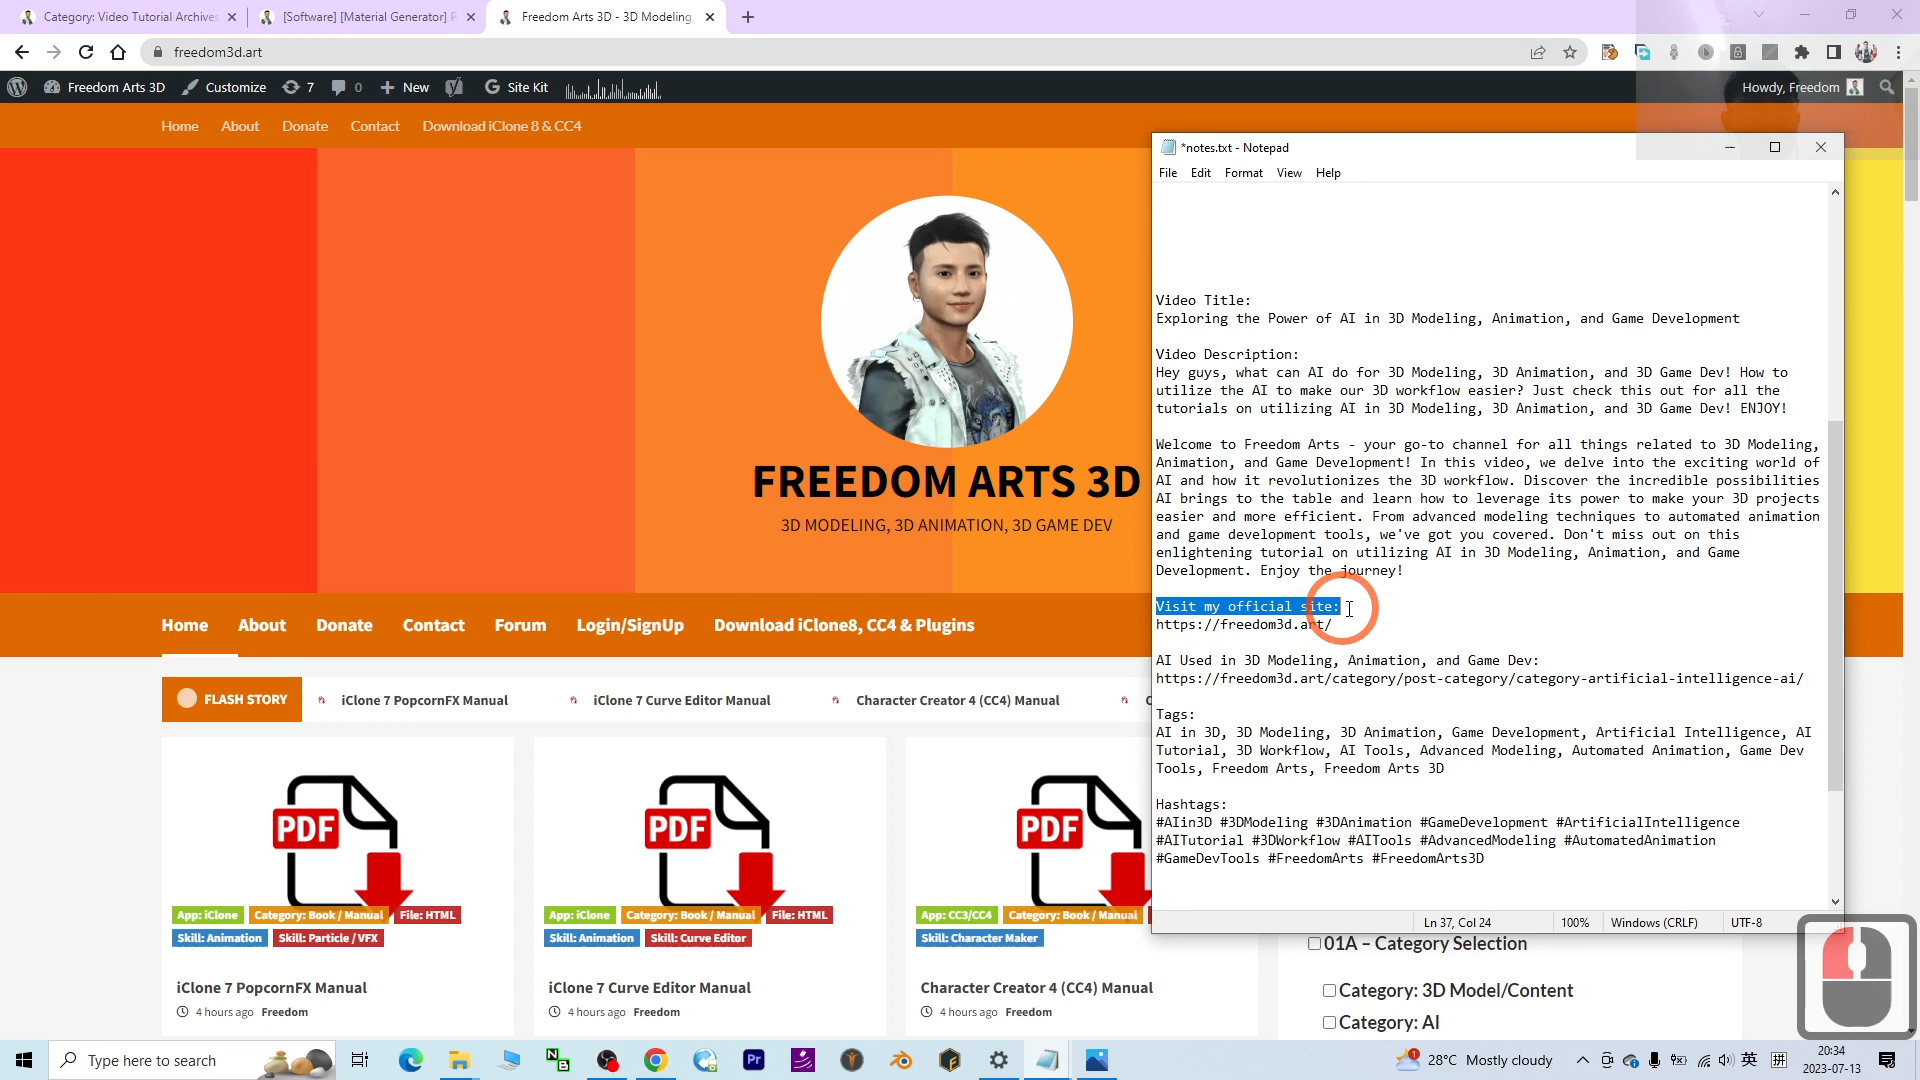 Category: Video Tutorial Archives
[Software] [Material Generator]
Freedom Arts 3D - 3D Modeling,
freedom3d.art
Freedom Arts 3D
Customize
7
0
New
Site Kit
Howdy, Freedom
Home
About
Donate
Contact
Download iClone 8 & CC4
FREEDOM ARTS 3D
3D MODELING, 3D ANIMATION, 3D GAME DEV
Home
About
Donate
Contact
Forum
Login/SignUp
Download iClone8, CC4 & Plugins
FLASH STORY
iClone 7 PopcornFX Manual
iClone 7 Curve Editor Manual
Character Creator 4 (CC4) Manual
PDF
App: iClone
Category: Book / Manual
File: HTML
Skill: Animation
Skill: Particle / VFX
iClone 7 PopcornFX Manual
4 hours ago Freedom
PDF
App: iClone
Category: Book / Manual
File: HTML
Skill: Animation
Skill: Curve Editor
iClone 7 Curve Editor Manual
4 hours ago Freedom
PDF
App: CC3/CC4
Category: Book / Manual
Skill: Character Maker
Character Creator 4 (CC4) Manual
4 hours ago Freedom
01A – Category Selection
Category: 3D Model/Content
Category: AI
*notes.txt - Notepad
File Edit Format View Help
Video Title:
Exploring the Power of AI in 3D Modeling, Animation, and Game Development
Video Description:
Hey guys, what can AI do for 3D Modeling, 3D Animation, and 3D Game Dev! How to
utilize the AI to make our 3D workflow easier? Just check this out for all the
tutorials on utilizing AI in 3D Modeling, 3D Animation, and 3D Game Dev! ENJOY!
Welcome to Freedom Arts - your go-to channel for all things related to 3D Modeling,
Animation, and Game Development! In this video, we delve into the exciting world of
AI and how it revolutionizes the 3D workflow. Discover the incredible possibilities
AI brings to the table and learn how to leverage its power to make your 3D projects
easier and more efficient. From advanced modeling techniques to automated animation
and game development tools, we've got you covered. Don't miss out on this
enlightening tutorial on utilizing AI in 3D Modeling, Animation, and Game
Development. Enjoy the journey!
Visit my official site:
https://freedom3d.art/
AI Used in 3D Modeling, Animation, and Game Dev:
https://freedom3d.art/category/post-category/category-artificial-intelligence-ai/
Tags:
AI in 3D, 3D Modeling, 3D Animation, Game Development, Artificial Intelligence, AI
Tutorial, 3D Workflow, AI Tools, Advanced Modeling, Automated Animation, Game Dev
Tools, Freedom Arts, Freedom Arts 3D
Hashtags:
#AIin3D #3DModeling #3DAnimation #GameDevelopment #ArtificialIntelligence
#AITutorial #3DWorkflow #AITools #AdvancedModeling #AutomatedAnimation
#GameDevTools #FreedomArts #FreedomArts3D
Ln 37, Col 24
100%
Windows (CRLF)
UTF-8
Type here to search
Pr
28°C Mostly cloudy
英
拼
20:34
2023-07-13